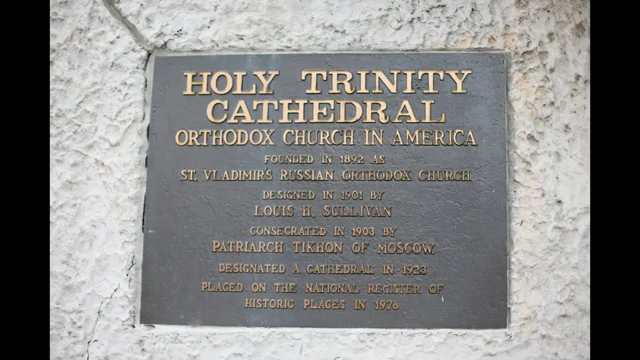 HOLY TRINITY
CATHEDRAL
ORTHODOX CHURCH IN AMERICA
FOUNDED IN 1892 AS
ST. VLADIMIRS RUSSIAN ORTHODOX CHURCH
DESIGNED IN 1901 BY
LOUIS H. SULLIVAN
CONSECRATED IN 1903 BY
PATRIARCH TIKHON OF MOSCOW
DESIGNATED A CATHEDRAL IN 1923
PLACED ON THE NATIONAL REGISTER OF
HISTORIC PLACES IN 1976